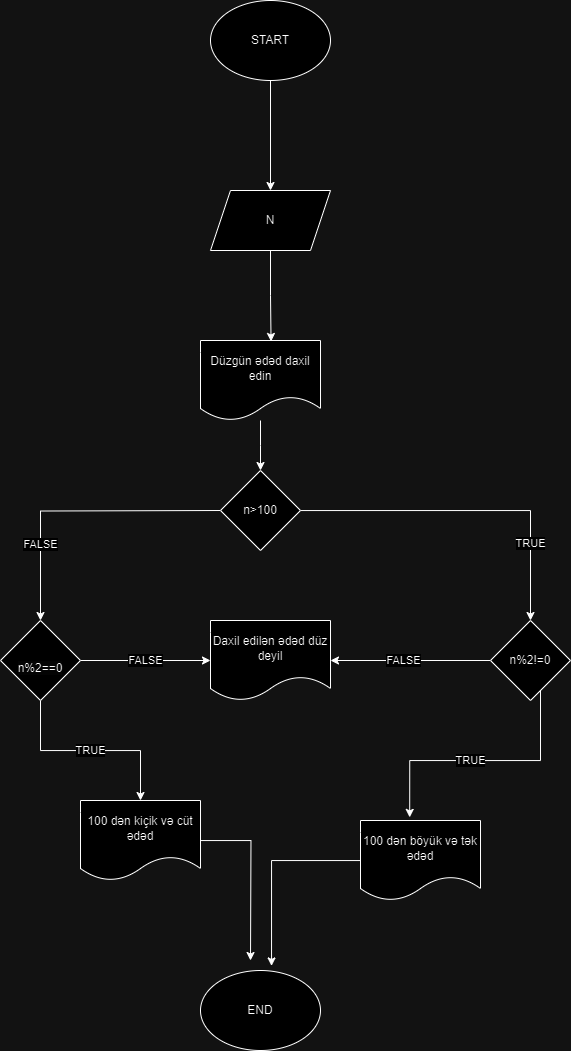 START
N
Düzgün ədəd daxil
edin
n>100
FALSE
TRUE
n%2==0
FALSE
Daxil edilən ədəd düz
deyil
FALSE
n%2!=0
TRUE
TRUE
100 dən kiçik və cüt
ədəd
100 dən böyük və tək
ədəd
END